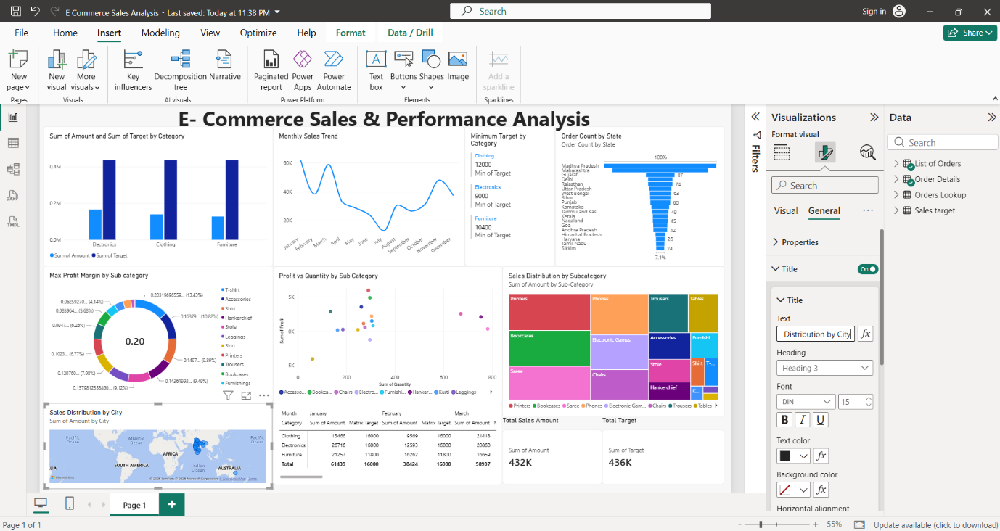 E Commerce Sales Analysis • Last saved: Today at 11:38 PM
Search
Sign in
File Home Insert Modeling View Optimize Help Format Data / Drill
Share
New page
New visual
More visuals
Key influencers
Decomposition tree
Narrative
Paginated report
Power Apps
Power Automate
Text box
Buttons
Shapes
Image
Add a sparkline
Pages Visuals AI visuals Power Platform Elements Sparklines
E- Commerce Sales & Performance Analysis
Sum of Amount and Sum of Target by Category
0.4M
0.2M
0.0M
Electronics Clothing Furniture
Sum of Amount Sum of Target
Monthly Sales Trend
60K
40K
20K
January February March April May June July August September October November December
Minimum Target by Category
Clothing
12000
Min of Target
Electronics
9000
Min of Target
Furniture
10400
Min of Target
Order Count by State
Order Count by State
100%
Madhya Pradesh
Maharashtra
Gujarat 87
Delhi
Rajasthan 74
Uttar Pradesh
West Bengal 63
Bihar
Punjab 60
Karnataka
Jammu and Kas... 49
Kerala
Nagaland 45
Goa
Andhra Pradesh 42
Himachal Pradesh
Haryana 26
Tamil Nadu
Sikkim 24
7.1%
Max Profit Margin by Sub category
0.20319696559... (13.43%)
0.16379... (10.82%)
0.1497... (9.89%)
0.14361993... (9.49%)
0.1379812358460... (9.12%)
0.120760... (7.98%)
0.1023... (6.77%)
0.0947... (6.26%)
0.085964... (5.68%)
0.06259270... (4.14%)
0.20
T-shirt
Accessories
Shirt
Hankerchief
Stole
Leggings
Skirt
Printers
Trousers
Bookcases
Furnishings
Profit vs Quantity by Sub Category
Sum of Profit
5K
0K
-5K
0 200 400 600 800
Sum of Quantity
Accesso... Bookca... Chairs Electro... Furnishi... Hanker... Kurti Leggings
Sales Distribution by Subcategory
Sum of Amount by Sub-Category
Printers
Bookcases
Saree
Phones
Electronic Games
Chairs
Trousers
Accessories
Stole
Hankerchief
Tables
Furnishi...
Shirt
T-...
K...
Printers Bookcases Saree Phones Electronic Gam... Chairs Trousers Tables
Sales Distribution by City
Sum of Amount by City
Pacific Ocean
Atlantic Ocean
AFRICA
SOUTH AMERICA
Indian Ocean
AUSTRALIA
Pacific Ocean
Month January February March
Category Sum of Amount Matrix Target Sum of Amount Matrix Target Sum of Amount M
Clothing 13466 16000 9569 16000 21418
Electronics 26716 16000 12593 16000 20860
Furniture 21257 11800 16262 11800 16659
Total 61439 16000 38424 16000 58937
Total Sales Amount
Sum of Amount
432K
Total Target
Sum of Target
436K
Filters
Visualizations
Format visual
Search
Visual General
Properties
Title
On
Title
Text
Distribution by City
fx
Heading
Heading 3
Font
DIN 15
B I U
Text color
fx
Background color
fx
Horizontal alignment
Data
Search
List of Orders
Order Details
Orders Lookup
Sales target
DAX
TMDL
Page 1
Page 1 of 1
- + 55%
Update available (click to download)